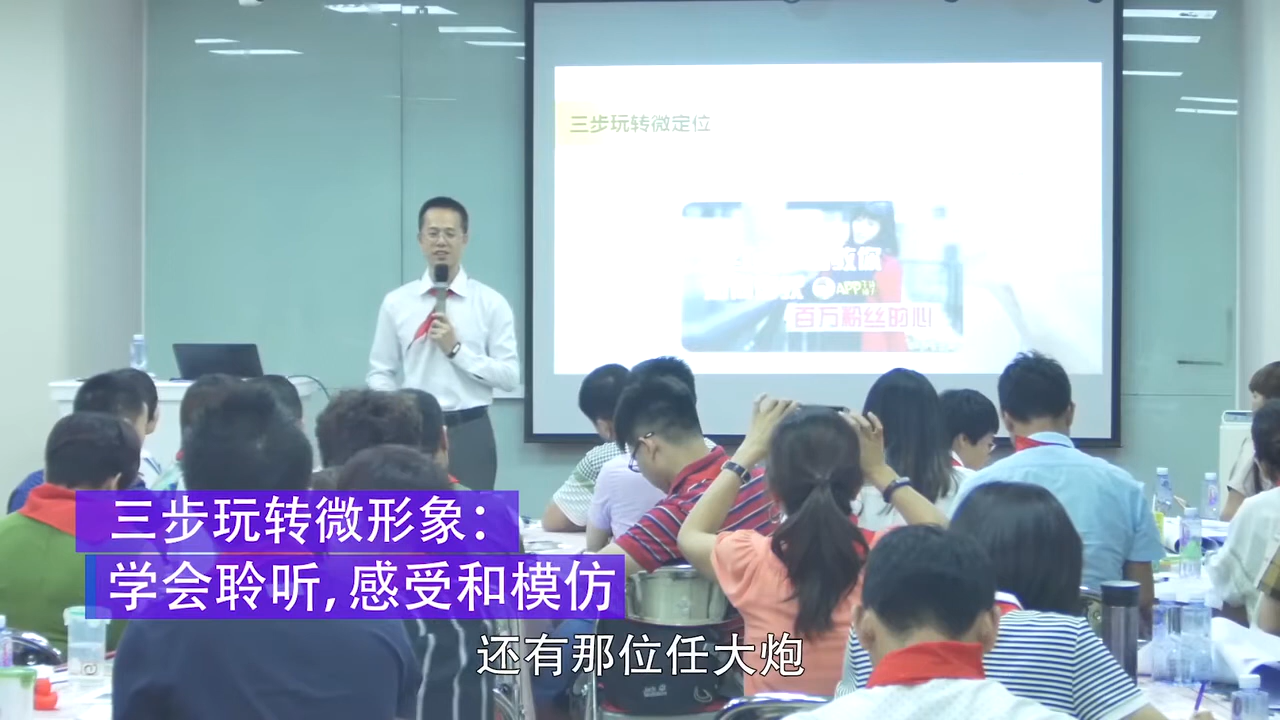 三步玩转微定位
百万粉丝的心
三步玩转微形象：
学会聆听,感受和模仿
还有那位任大炮